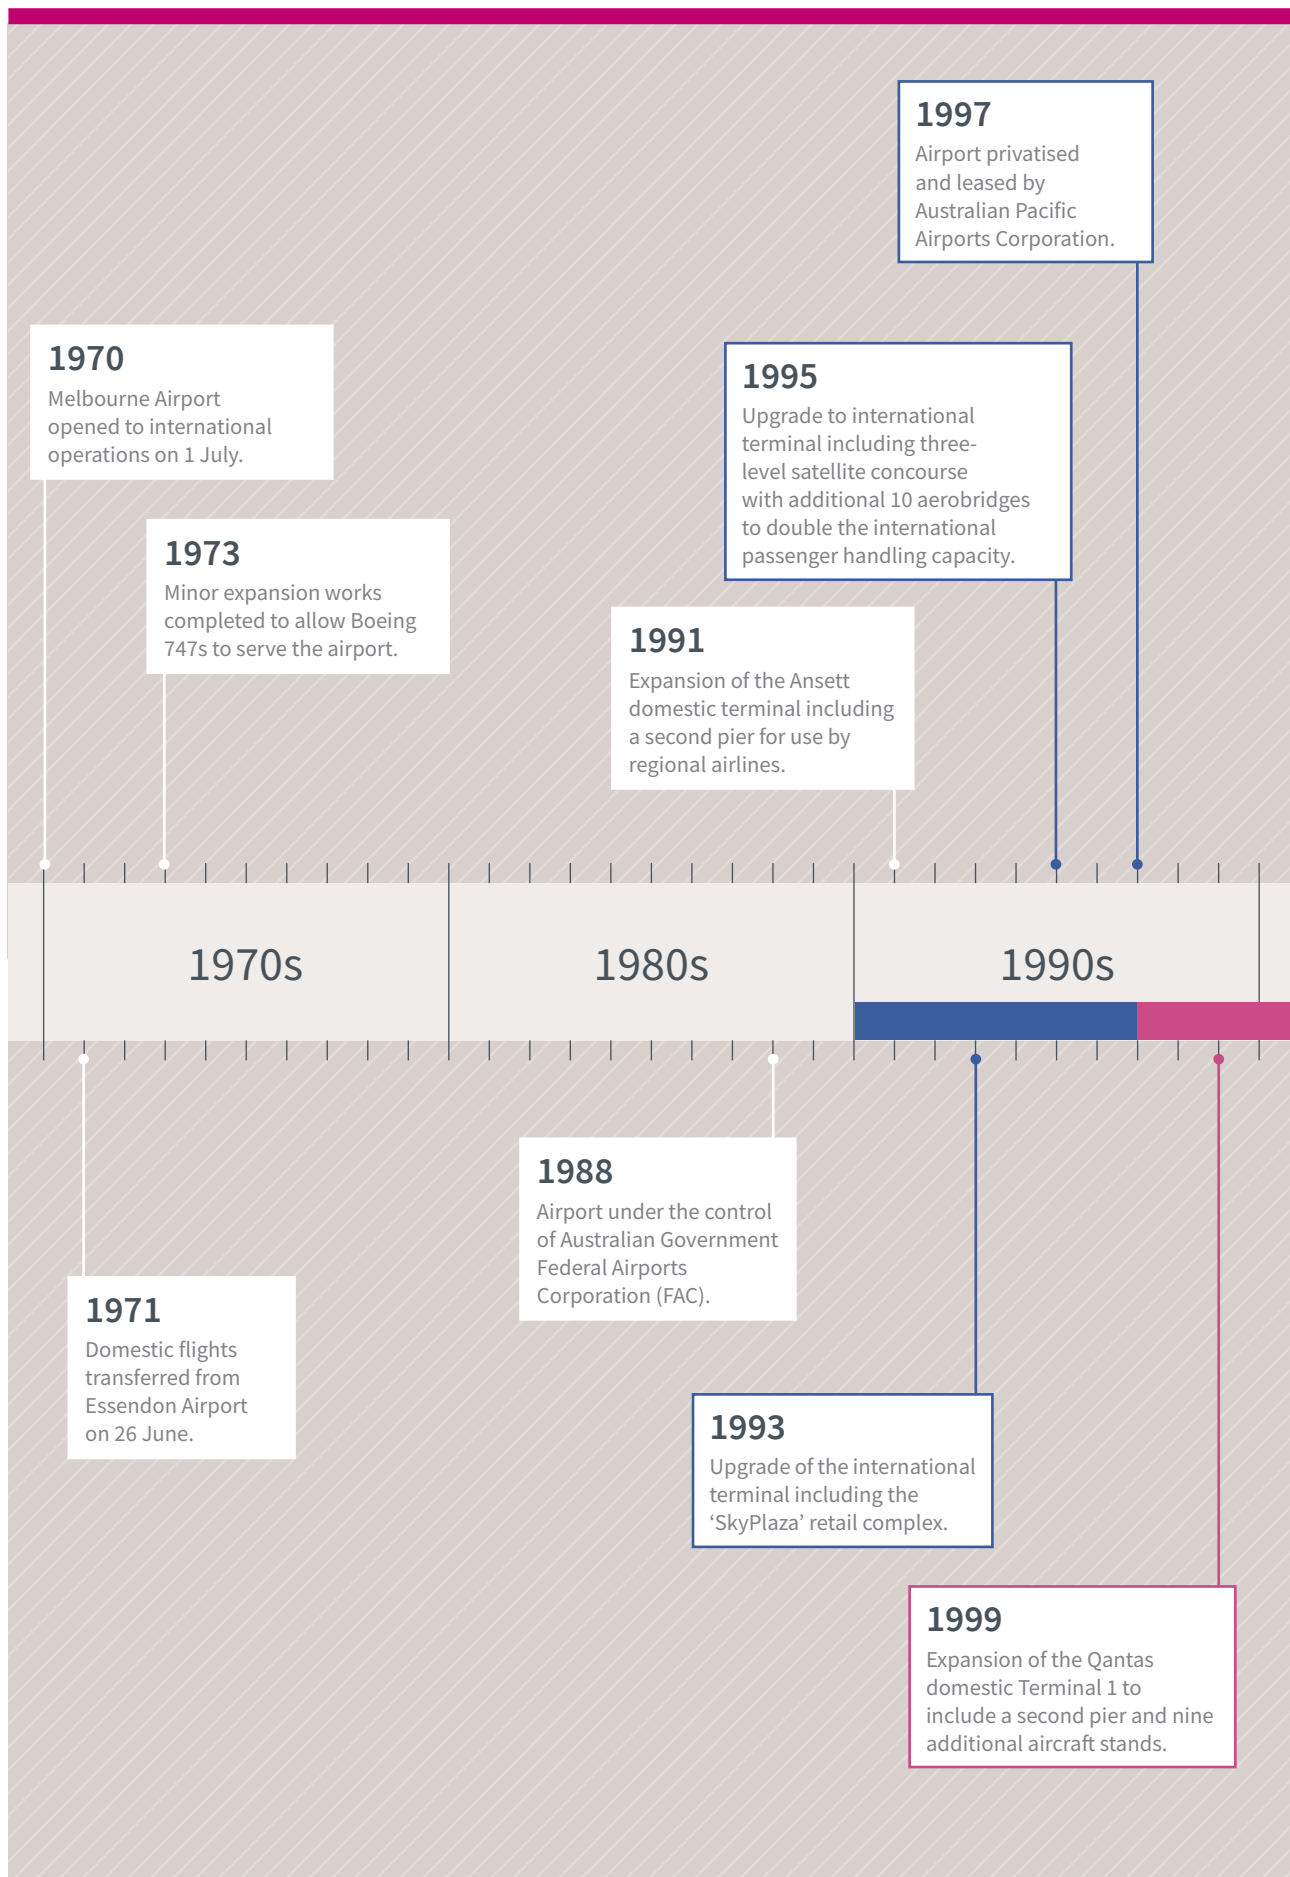 1997
Airport privatised
and leased by
Australian Pacific
Airports Corporation.
1970
Melbourne Airport
opened to international
operations on 1 July.
1995
Upgrade to international
terminal including three-
level satellite concourse
with additional 10 aerobridges
to double the international
passenger handling capacity.
1973
Minor expansion works
completed to allow Boeing
747s to serve the airport.
1991
Expansion of the Ansett
domestic terminal including
a second pier for use by
regional airlines.
1970s
1980s
1990s
1988
Airport under the control
of Australian Government
Federal Airports
Corporation (FAC).
1971
Domestic flights
transferred from
Essendon Airport
on 26 June.
1993
Upgrade of the international
terminal including the
‘SkyPlaza’ retail complex.
1999
Expansion of the Qantas
domestic Terminal 1 to
include a second pier and nine
additional aircraft stands.